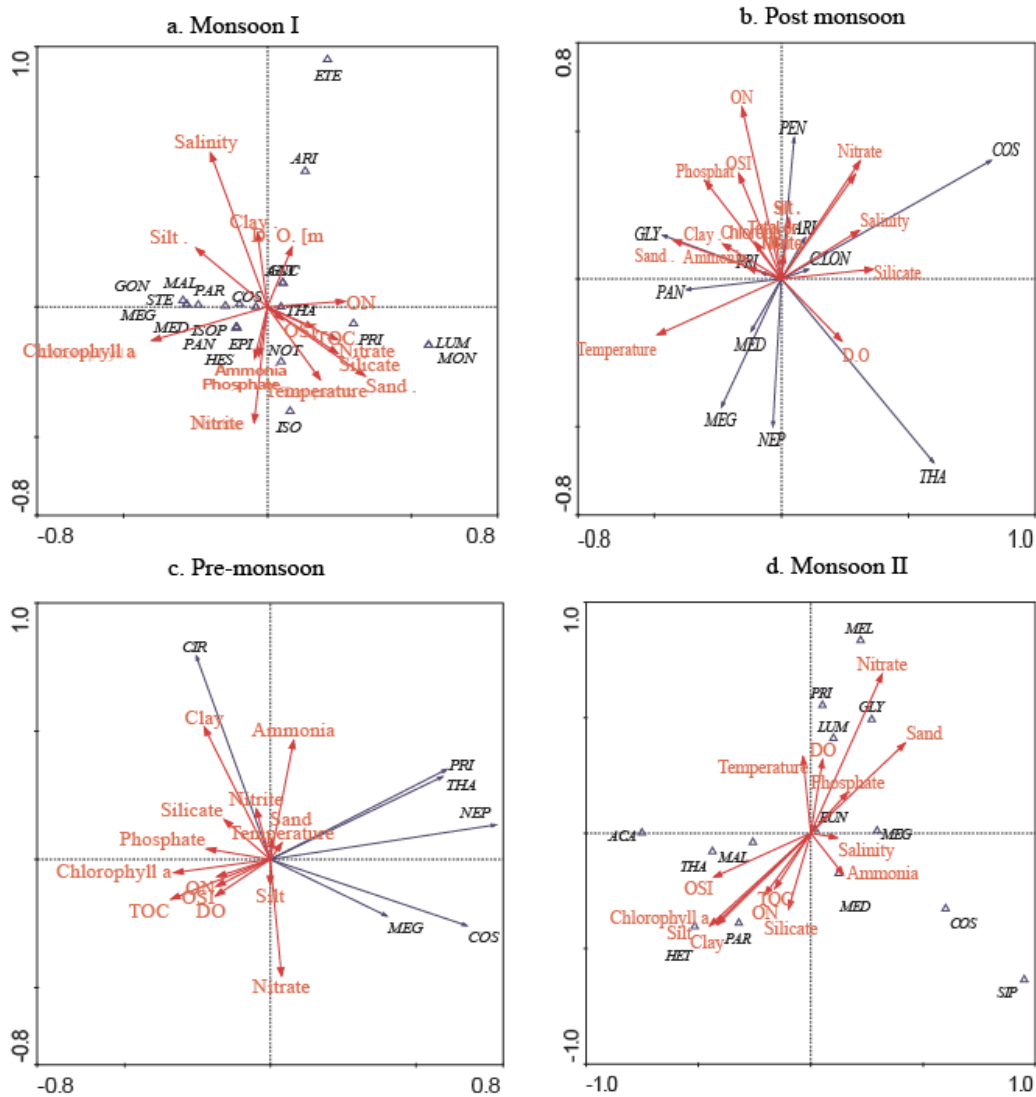 a. Monsoon I
1.0
ETE
Salinity
ARI
Clay
D. O. [m
Silt .
GON
MAL
STE
PAR
COS
THA
ON
MEG
MED
ISOP
OSI
TOC
PRI
Chlorophyll a
PAN
EPI
NOT
Nitrate
LUM
HES
Silicate
MON
Ammonia
Phosphate
Temperature
Sand .
Nitrite
ISO
-0.8
-0.8
0.8
b. Post monsoon
0.8
ON
PEN
COS
OSI
Nitrate
Phosphat
Silt .
GLY
Clay .
ARI
Salinity
Sand .
Ammonia
PRI
CLON
Silicate
PAN
Temperature
MED
D.O
MEG
NEP
THA
-0.8
-0.8
1.0
c. Pre-monsoon
1.0
CIR
Clay
Ammonia
PRI
THA
Silicate
Nitrite
NEP
Sand
Phosphate
Temperature
Chlorophyll a
ON
TOC
OSI
Silt
DO
MEG
COS
Nitrate
-0.8
-0.8
0.8
d. Monsoon II
1.0
MEL
Nitrate
PRI
GLY
LUM
Sand
DO
Temperature
Phosphate
EUN
ACA
MEG
THA
MAL
Salinity
OSI
Ammonia
TOC
Chlorophyll a
ON
MED
COS
Silt
PAR
Silicate
Clay
HET
SIP
-1.0
-1.0
1.0